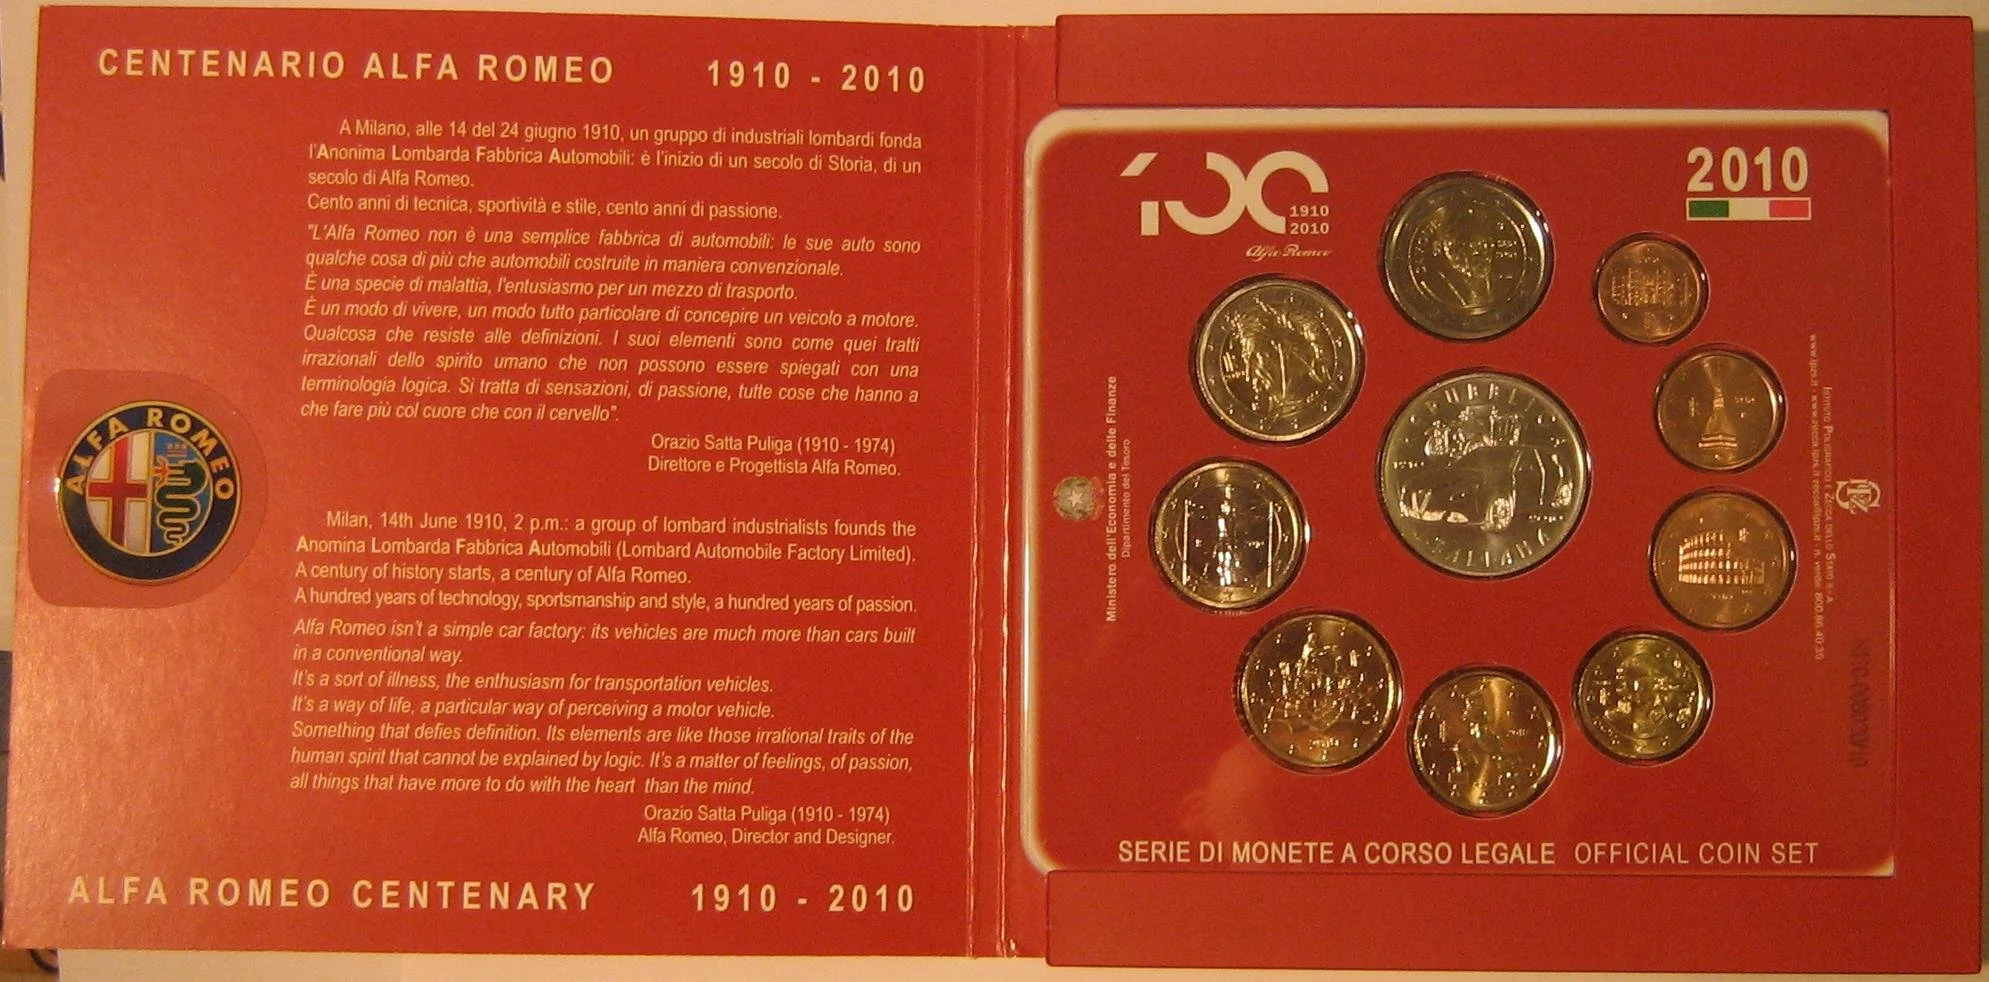 CENTENARIO ALFA ROMEO 1910 - 2010
A Milano, alle 14 del 24 giugno 1910, un gruppo di industriali lombardi fonda
l'Anonima Lombarda Fabbrica Automobili: è l'inizio di un secolo di Storia, di un
secolo di Alfa Romeo.
Cento anni di tecnica, sportività e stile, cento anni di passione.
"L'Alfa Romeo non è una semplice fabbrica di automobili: le sue auto sono
qualche cosa di più che automobili costruite in maniera convenzionale.
È una specie di malattia, l'entusiasmo per un mezzo di trasporto.
È un modo di vivere, un modo tutto particolare di concepire un veicolo a motore.
Qualcosa che resiste alle definizioni. I suoi elementi sono come quei tratti
irrazionali dello spirito umano che non possono essere spiegati con una
terminologia logica. Si tratta di sensazioni, di passione, tutte cose che hanno a
che fare più col cuore che con il cervello".
Orazio Satta Puliga (1910 - 1974)
Direttore e Progettista Alfa Romeo.
ALFA ROMEO
Milan, 14th June 1910, 2 p.m.: a group of lombard industrialists founds the
Anomina Lombarda Fabbrica Automobili (Lombard Automobile Factory Limited).
A century of history starts, a century of Alfa Romeo.
A hundred years of technology, sportsmanship and style, a hundred years of passion.
Alfa Romeo isn't a simple car factory: its vehicles are much more than cars built
in a conventional way.
It's a sort of illness, the enthusiasm for transportation vehicles.
It's a way of life, a particular way of perceiving a motor vehicle.
Something that defies definition. Its elements are like those irrational traits of the
human spirit that cannot be explained by logic. It's a matter of feelings, of passion,
all things that have more to do with the heart than the mind.
Orazio Satta Puliga (1910 - 1974)
Alfa Romeo, Director and Designer.
ALFA ROMEO CENTENARY 1910 - 2010
100
1910
2010
Alfa Romeo
2010
Ministero dell'Economia e delle Finanze
Dipartimento del Tesoro
REPUBBLICA
ITALIANA
Istituto Poligrafico e Zecca dello Stato S.p.A.
SERIE DI MONETE A CORSO LEGALE OFFICIAL COIN SET